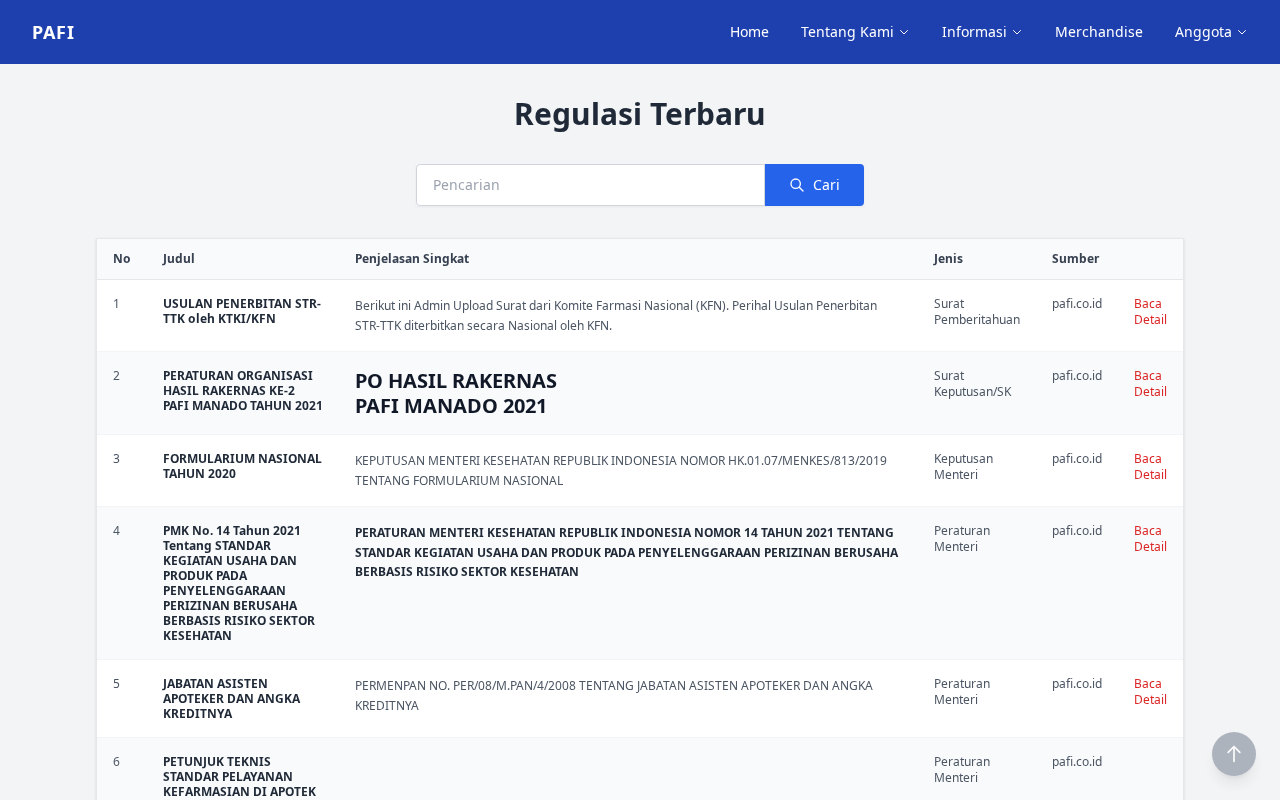 PAFI
Home Tentang Kami Informasi Merchandise Anggota
Regulasi Terbaru
Pencarian Cari
No Judul Penjelasan Singkat Jenis Sumber
1 USULAN PENERBITAN STR-TTK oleh KTKI/KFN Berikut ini Admin Upload Surat dari Komite Farmasi Nasional (KFN). Perihal Usulan Penerbitan STR-TTK diterbitkan secara Nasional oleh KFN. Surat Pemberitahuan pafi.co.id Baca Detail
2 PERATURAN ORGANISASI HASIL RAKERNAS KE-2 PAFI MANADO TAHUN 2021 PO HASIL RAKERNAS PAFI MANADO 2021 Surat Keputusan/SK pafi.co.id Baca Detail
3 FORMULARIUM NASIONAL TAHUN 2020 KEPUTUSAN MENTERI KESEHATAN REPUBLIK INDONESIA NOMOR HK.01.07/MENKES/813/2019 TENTANG FORMULARIUM NASIONAL Keputusan Menteri pafi.co.id Baca Detail
4 PMK No. 14 Tahun 2021 Tentang STANDAR KEGIATAN USAHA DAN PRODUK PADA PENYELENGGARAAN PERIZINAN BERUSAHA BERBASIS RISIKO SEKTOR KESEHATAN PERATURAN MENTERI KESEHATAN REPUBLIK INDONESIA NOMOR 14 TAHUN 2021 TENTANG STANDAR KEGIATAN USAHA DAN PRODUK PADA PENYELENGGARAAN PERIZINAN BERUSAHA BERBASIS RISIKO SEKTOR KESEHATAN Peraturan Menteri pafi.co.id Baca Detail
5 JABATAN ASISTEN APOTEKER DAN ANGKA KREDITNYA PERMENPAN NO. PER/08/M.PAN/4/2008 TENTANG JABATAN ASISTEN APOTEKER DAN ANGKA KREDITNYA Peraturan Menteri pafi.co.id Baca Detail
6 PETUNJUK TEKNIS STANDAR PELAYANAN KEFARMASIAN DI APOTEK Peraturan Menteri pafi.co.id